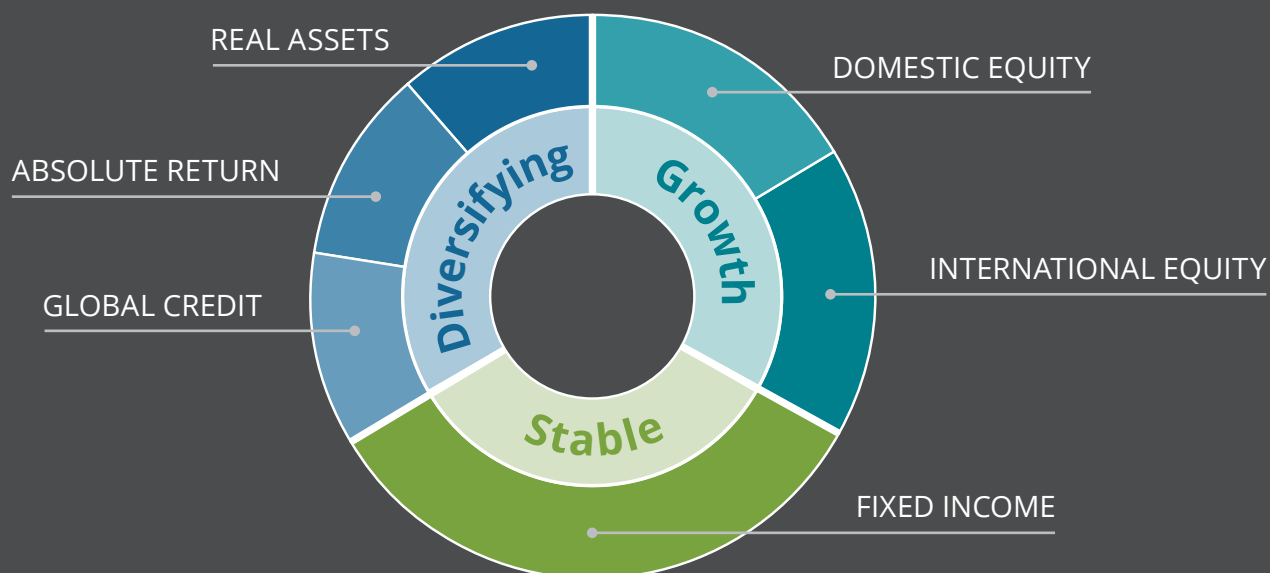 REAL ASSETS
DOMESTIC EQUITY
ABSOLUTE RETURN
Diversifying
Growth
INTERNATIONAL EQUITY
GLOBAL CREDIT
Stable
FIXED INCOME